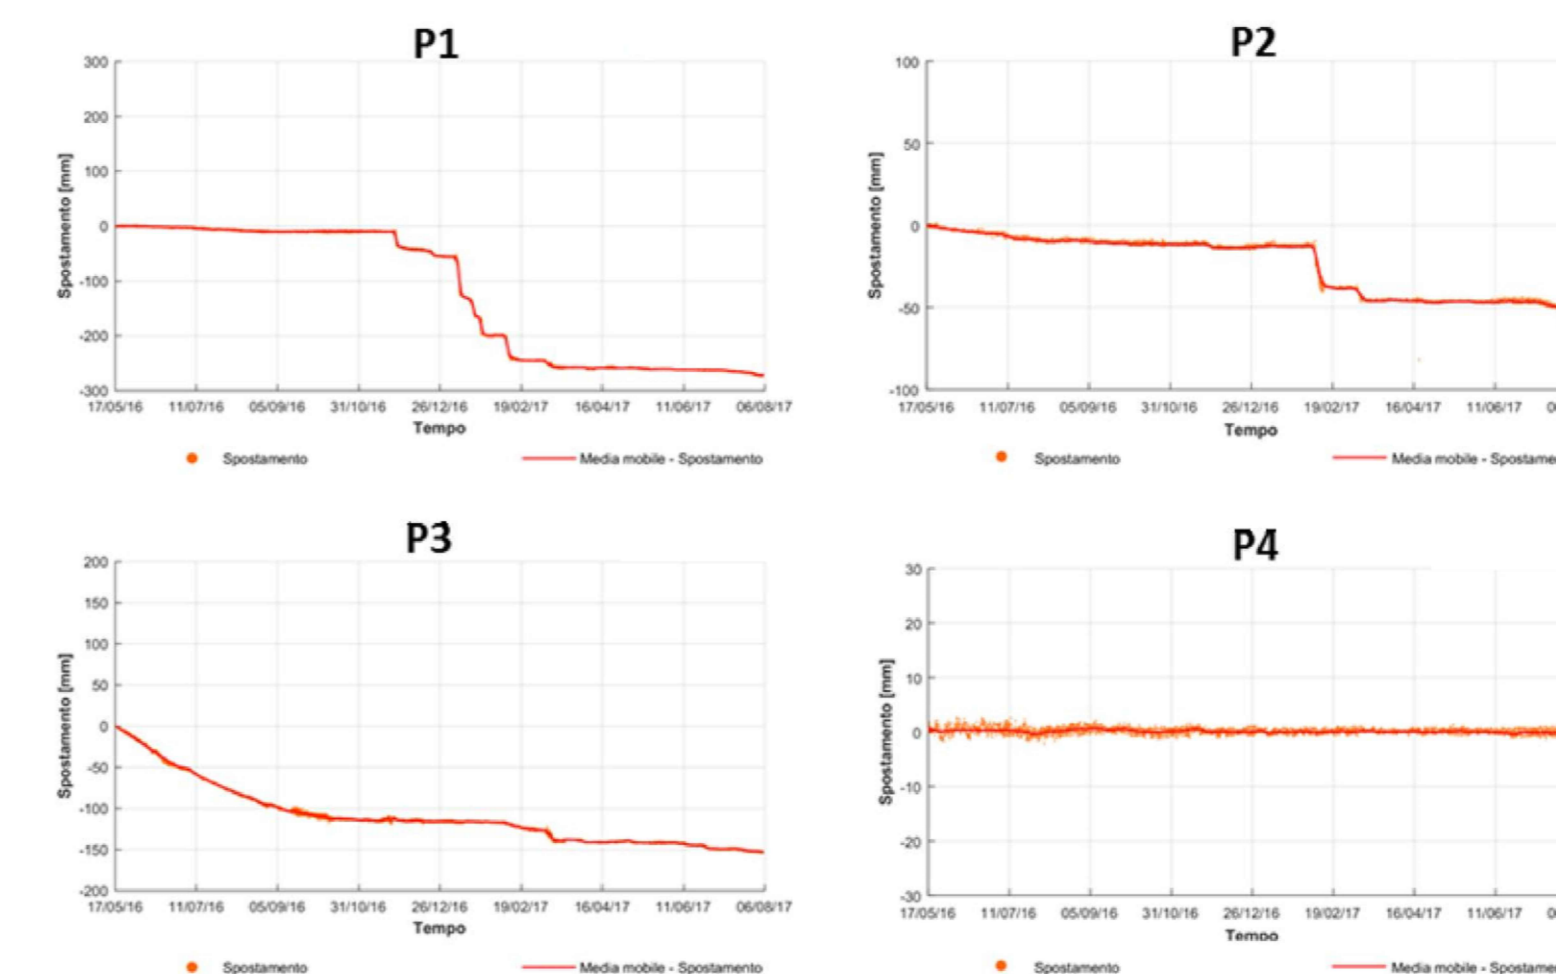 P1
300
200
100
0
-100
-200
-300
Spostamento [mm]
17/05/16 11/07/16 05/09/16 31/10/16 26/12/16 19/02/17 16/04/17 11/06/17 06/08/17
Tempo
Spostamento Media mobile - Spostamento
P2
100
50
0
-50
-100
Spostamento [mm]
17/05/16 11/07/16 05/09/16 31/10/16 26/12/16 19/02/17 16/04/17 11/06/17 0
Tempo
Spostamento Media mobile - Spostame
P3
200
150
100
50
0
-50
-100
-150
-200
Spostamento [mm]
17/05/16 11/07/16 05/09/16 31/10/16 26/12/16 19/02/17 16/04/17 11/06/17 06/08/17
Tempo
Spostamento Media mobile - Spostamento
P4
30
20
10
0
-10
-20
-30
Spostamento [mm]
17/05/16 11/07/16 05/09/16 31/10/16 26/12/16 19/02/17 16/04/17 11/06/17 0
Tempo
Spostamento Media mobile - Spostame